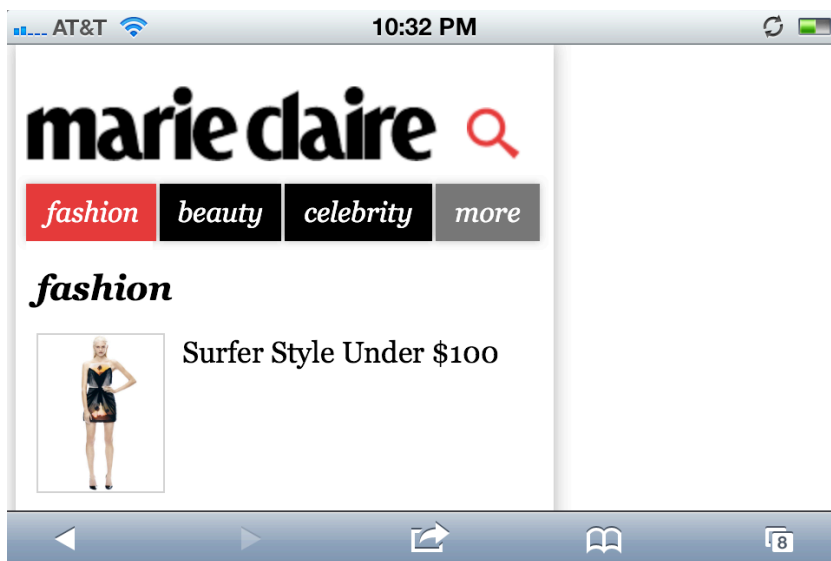 AT&T 10:32 PM
marie claire
fashion beauty celebrity more
fashion
Surfer Style Under $100
8